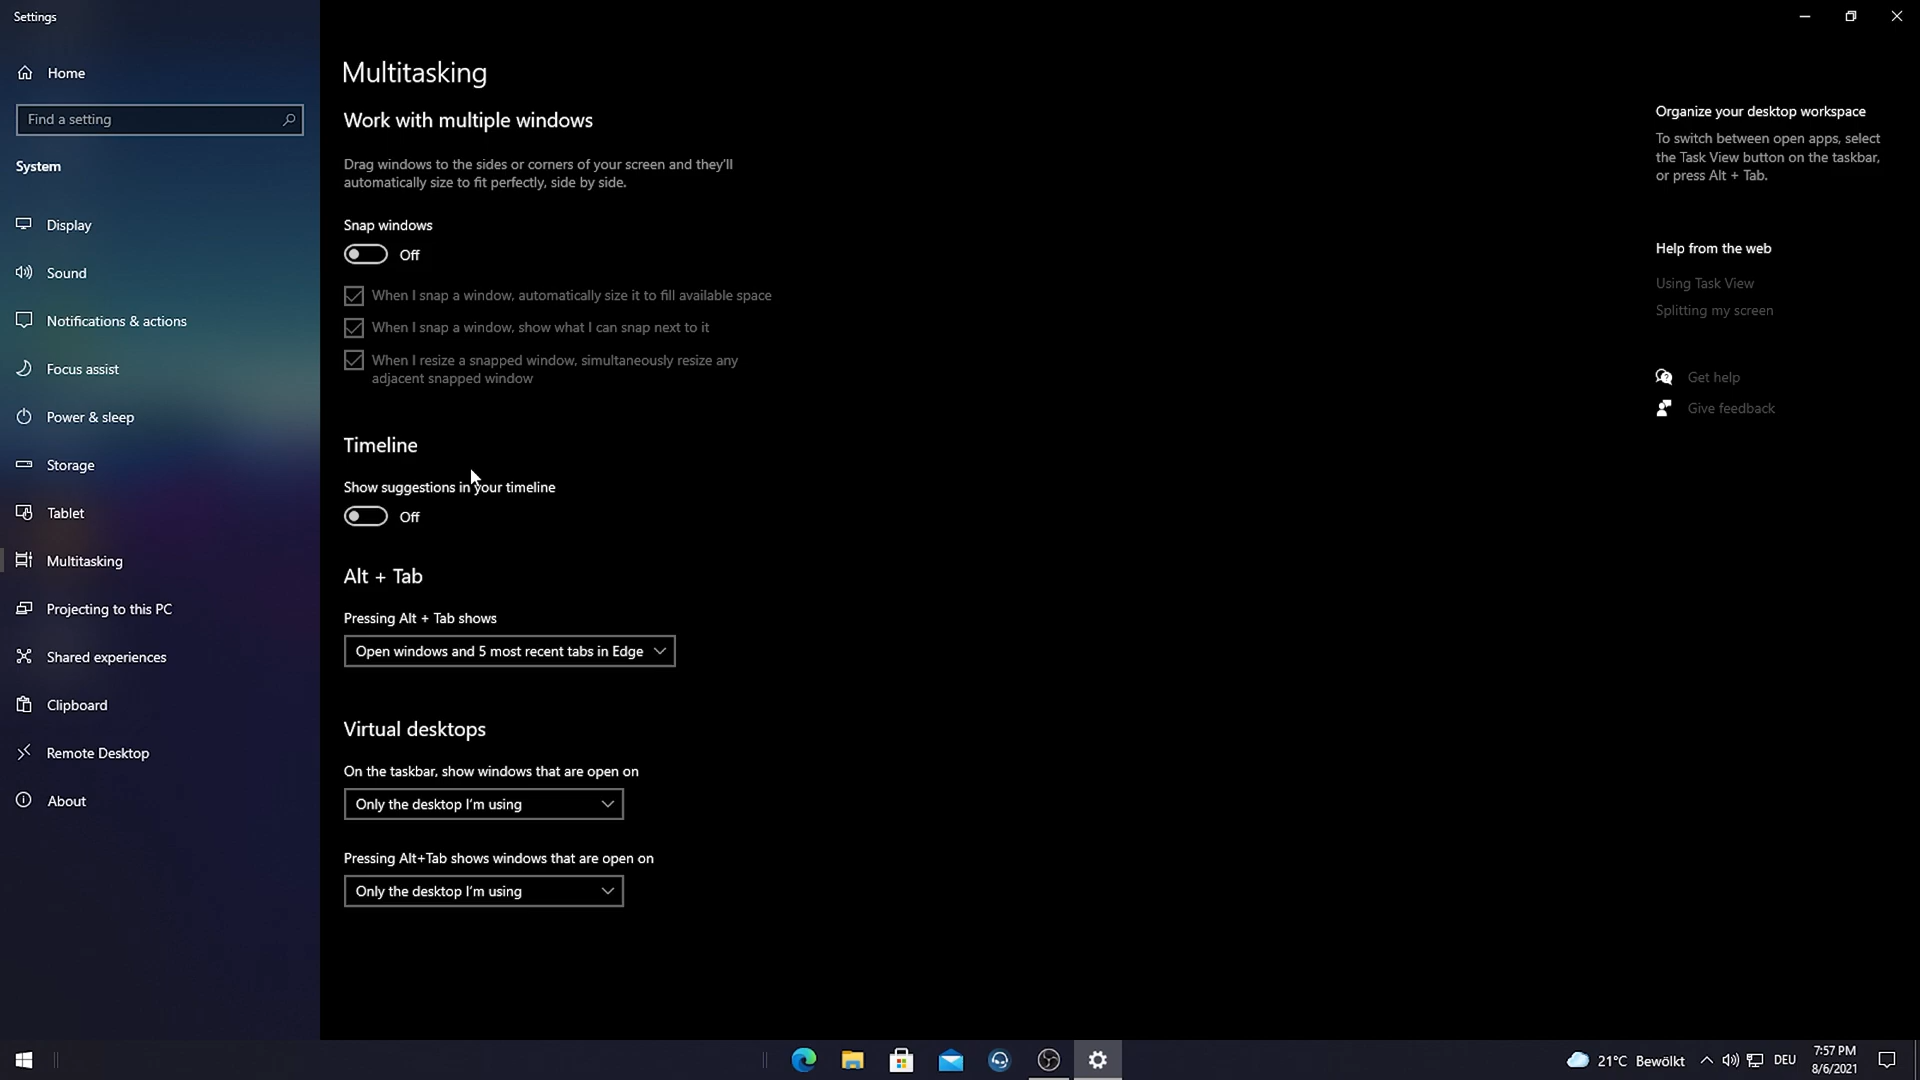 Settings
Home
Find a setting
System
Display
Sound
Notifications & actions
Focus assist
Power & sleep
Storage
Tablet
Multitasking
Projecting to this PC
Shared experiences
Clipboard
Remote Desktop
About
Multitasking
Work with multiple windows
Drag windows to the sides or corners of your screen and they'll
automatically size to fit perfectly, side by side.
Snap windows
Off
When I snap a window, automatically size it to fill available space
When I snap a window, show what I can snap next to it
When I resize a snapped window, simultaneously resize any
adjacent snapped window
Timeline
Show suggestions in your timeline
Off
Alt + Tab
Pressing Alt + Tab shows
Open windows and 5 most recent tabs in Edge
Virtual desktops
On the taskbar, show windows that are open on
Only the desktop I'm using
Pressing Alt+Tab shows windows that are open on
Only the desktop I'm using
Organize your desktop workspace
To switch between open apps, select
the Task View button on the taskbar,
or press Alt + Tab.
Help from the web
Using Task View
Splitting my screen
Get help
Give feedback
21°C Bewölkt
DEU
7:57 PM
8/6/2021